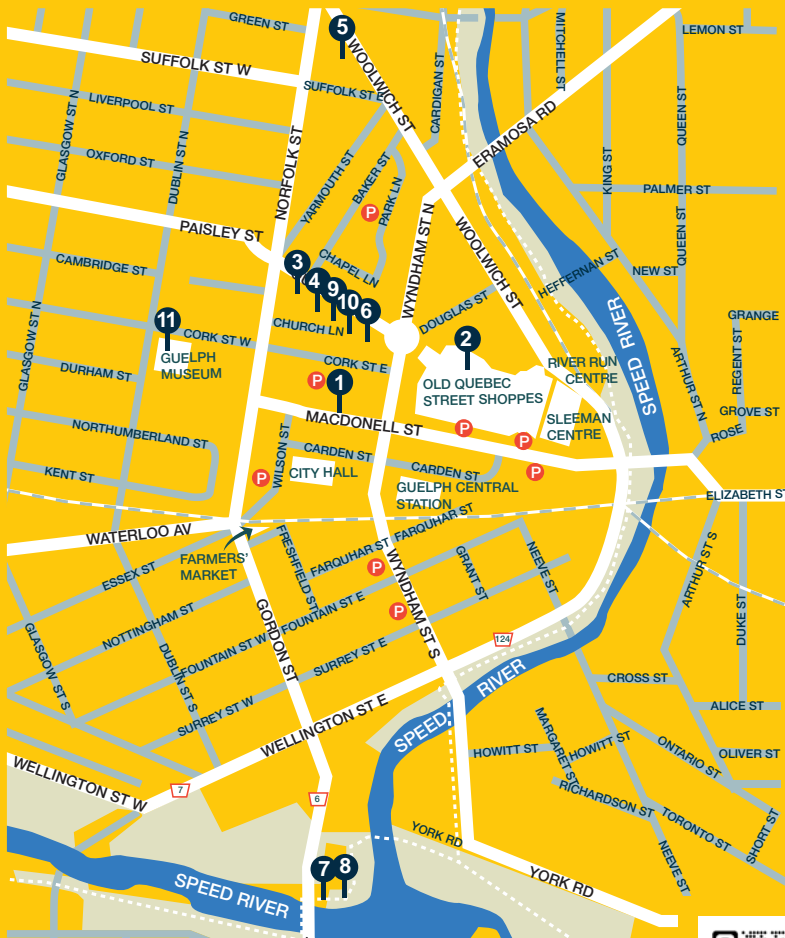 GREEN ST
5
MITCHELL ST
LEMON ST
SUFFOLK ST W
WOOLWICH ST
CARDIGAN ST
SUFFOLK ST E
LIVERPOOL ST
GLASGOW ST N
DUBLIN ST N
NORFOLK ST
ERAMOSA RD
QUEEN ST
OXFORD ST
YARMOUTH ST
BAKER ST
PARK LN
KING ST
PALMER ST
P
PAISLEY ST
WYNDHAM ST N
WOOLWICH ST
QUEEN ST
CAMBRIDGE ST
3
4
9
10
6
CHAPEL LN
HEFFERNAN ST
NEW ST
11
CORK ST W
CHURCH LN
DOUGLAS ST
2
SPEED RIVER
GRANGE
GLASGOW ST N
GUELPH
MUSEUM
CORK ST E
RIVER RUN
CENTRE
ARTHUR ST N
REGENT ST
DURHAM ST
P
1
OLD QUEBEC
STREET SHOPPES
GROVE ST
MACDONELL ST
SLEEMAN
CENTRE
ROSE
NORTHUMBERLAND ST
WILSON ST
CARDEN ST
P
P
KENT ST
P
CITY HALL
CARDEN ST
P
GUELPH CENTRAL
STATION
ELIZABETH ST
WATERLOO AV
FARMERS'
MARKET
FARQUHAR ST
FARQUHAR ST
FRESHFIELD ST
WYNDHAM ST S
GRANT ST
NEEVE ST
ARTHUR ST S
ESSEX ST
P
NOTTINGHAM ST
GORDON ST
FOUNTAIN ST E
P
DUKE ST
GLASGOW ST S
DUBLIN ST S
FOUNTAIN ST W
SURREY ST E
124
SURREY ST W
WELLINGTON ST E
SPEED
RIVER
CROSS ST
ALICE ST
MARGARET ST
HOWITT ST
HOWITT ST
ONTARIO ST
OLIVER ST
WELLINGTON ST W
7
6
RICHARDSON ST
TORONTO ST
SHORT ST
YORK RD
NEEVE ST
7
8
SPEED RIVER
YORK RD